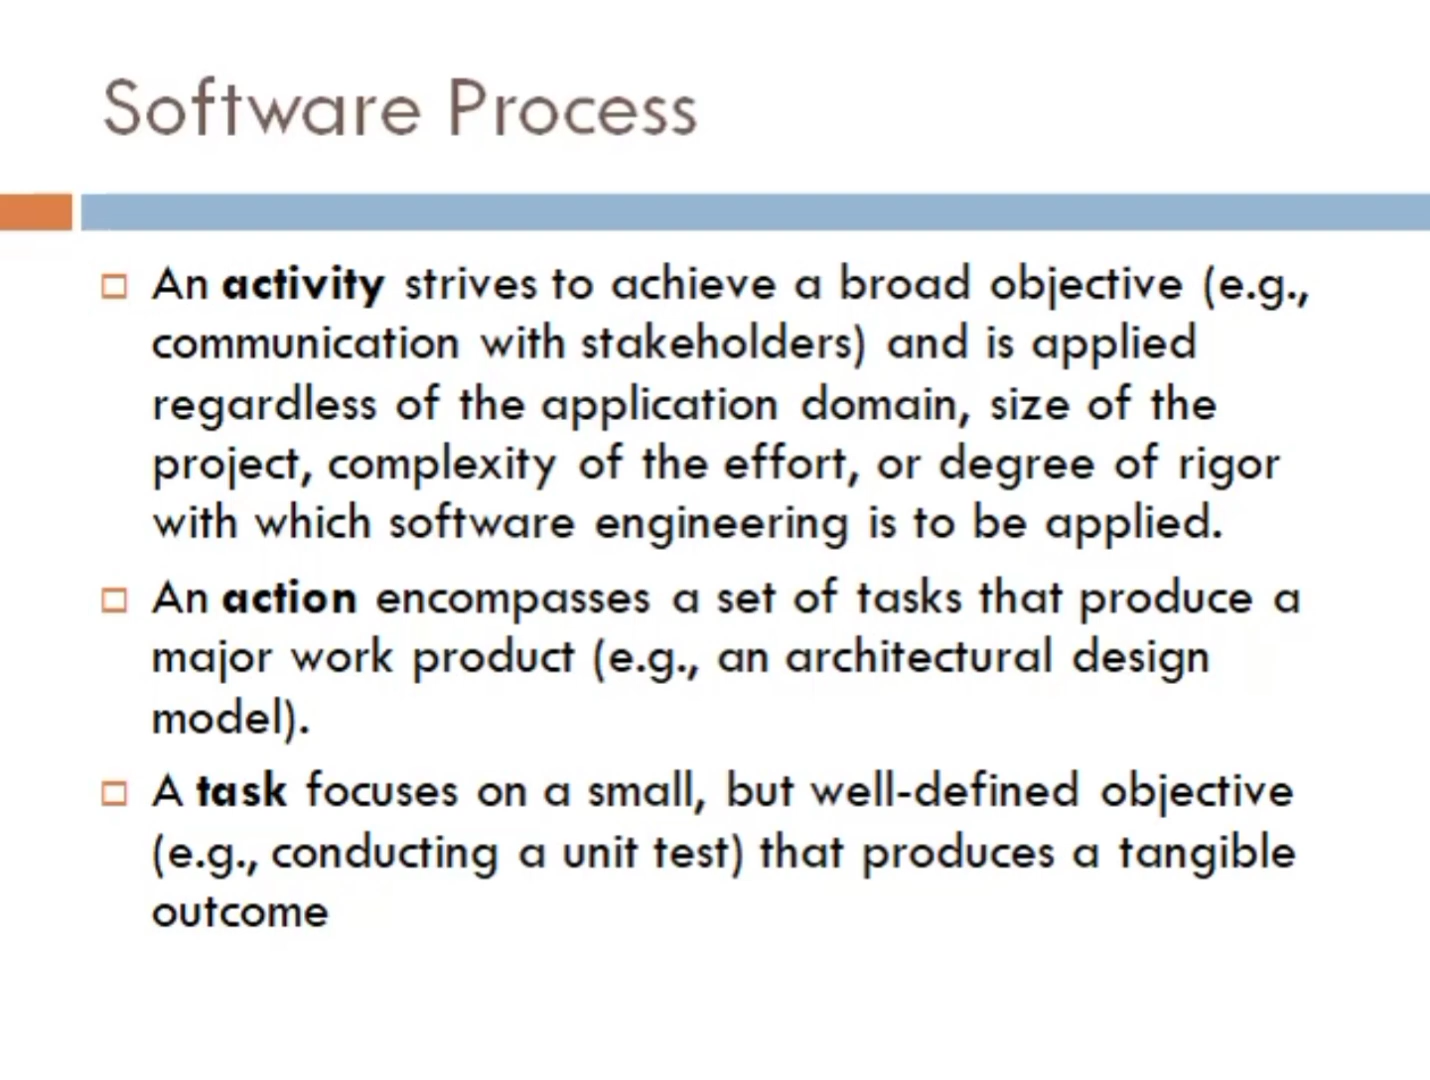 Software Process
An activity strives to achieve a broad objective (e.g.,
communication with stakeholders) and is applied
regardless of the application domain, size of the
project, complexity of the effort, or degree of rigor
with which software engineering is to be applied.
An action encompasses a set of tasks that produce a
major work product (e.g., an architectural design
model).
A task focuses on a small, but well-defined objective
(e.g., conducting a unit test) that produces a tangible
outcome